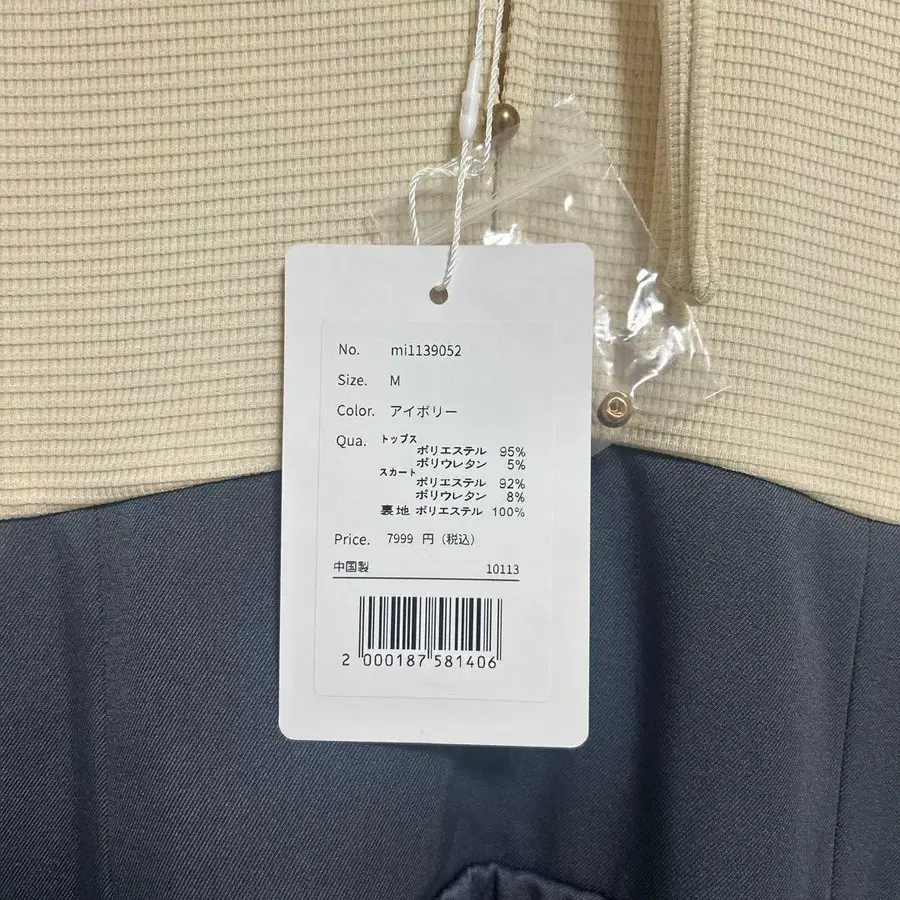 No. mi1139052
Size. M
Color. アイボリー
Qua. トップス
ポリエステル 95%
ポリウレタン 5%
スカート
ポリエステル 92%
ポリウレタン 8%
裏地 ポリエステル 100%
Price. 7999 円（税込）
中国製 10113
2 000187 581406